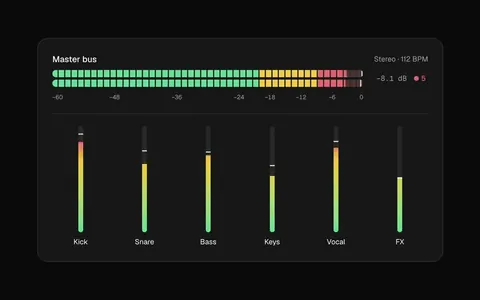 Master bus
Stereo · 112 BPM
-8.1 dB
5
-60 -48 -36 -24 -18 -12 -6 0
Kick Snare Bass Keys Vocal FX